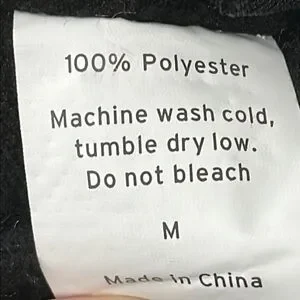 100% Polyester
Machine wash cold,
tumble dry low.
Do not bleach
M
Made in China